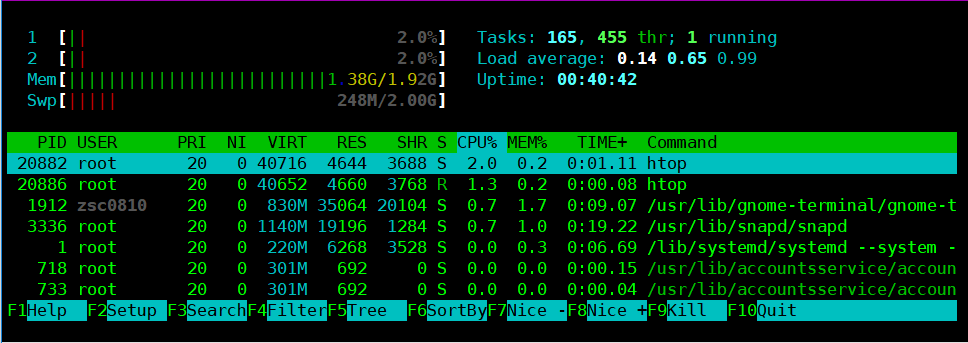 1 [|| 2.0%] Tasks: 165, 455 thr; 1 running
2 [|| 2.0%] Load average: 0.14 0.65 0.99
Mem[||||||||||||||||||||||||||1.38G/1.92G] Uptime: 00:40:42
Swp[||||| 248M/2.00G]
PID USER PRI NI VIRT RES SHR S CPU% MEM% TIME+ Command
20882 root 20 0 40716 4644 3688 S 2.0 0.2 0:01.11 htop
20886 root 20 0 40652 4660 3768 R 1.3 0.2 0:00.08 htop
1912 zsc0810 20 0 830M 35064 20104 S 0.7 1.7 0:09.07 /usr/lib/gnome-terminal/gnome-t
3336 root 20 0 1140M 19196 1284 S 0.7 1.0 0:19.22 /usr/lib/snapd/snapd
1 root 20 0 220M 6268 3528 S 0.0 0.3 0:06.69 /lib/systemd/systemd --system -
718 root 20 0 301M 692 0 S 0.0 0.0 0:00.15 /usr/lib/accountsservice/accoun
733 root 20 0 301M 692 0 S 0.0 0.0 0:00.04 /usr/lib/accountsservice/accoun
F1Help F2Setup F3SearchF4FilterF5Tree F6SortByF7Nice -F8Nice +F9Kill F10Quit